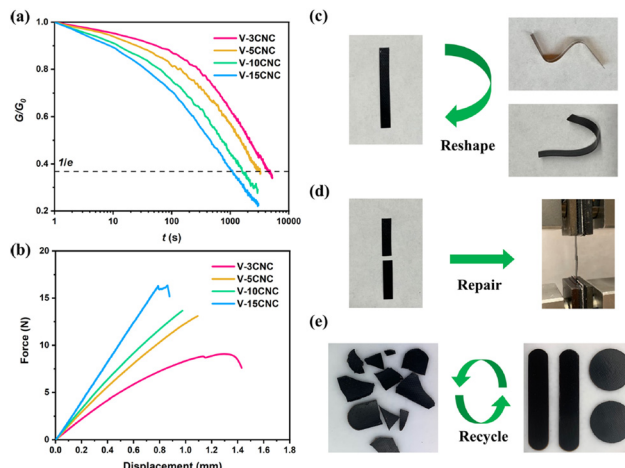 (a)
1.0
0.8
0.6
0.4
0.2
G/G₀
V-3CNC
V-5CNC
V-10CNC
V-15CNC
1/e
1
10
100
1000
10000
t (s)
(b)
25
20
15
10
5
0
Force (N)
V-3CNC
V-5CNC
V-10CNC
V-15CNC
0.0
0.2
0.4
0.6
0.8
1.0
1.2
1.4
1.6
1.8
Displacement (mm)
(c)
Reshape
(d)
Repair
(e)
Recycle